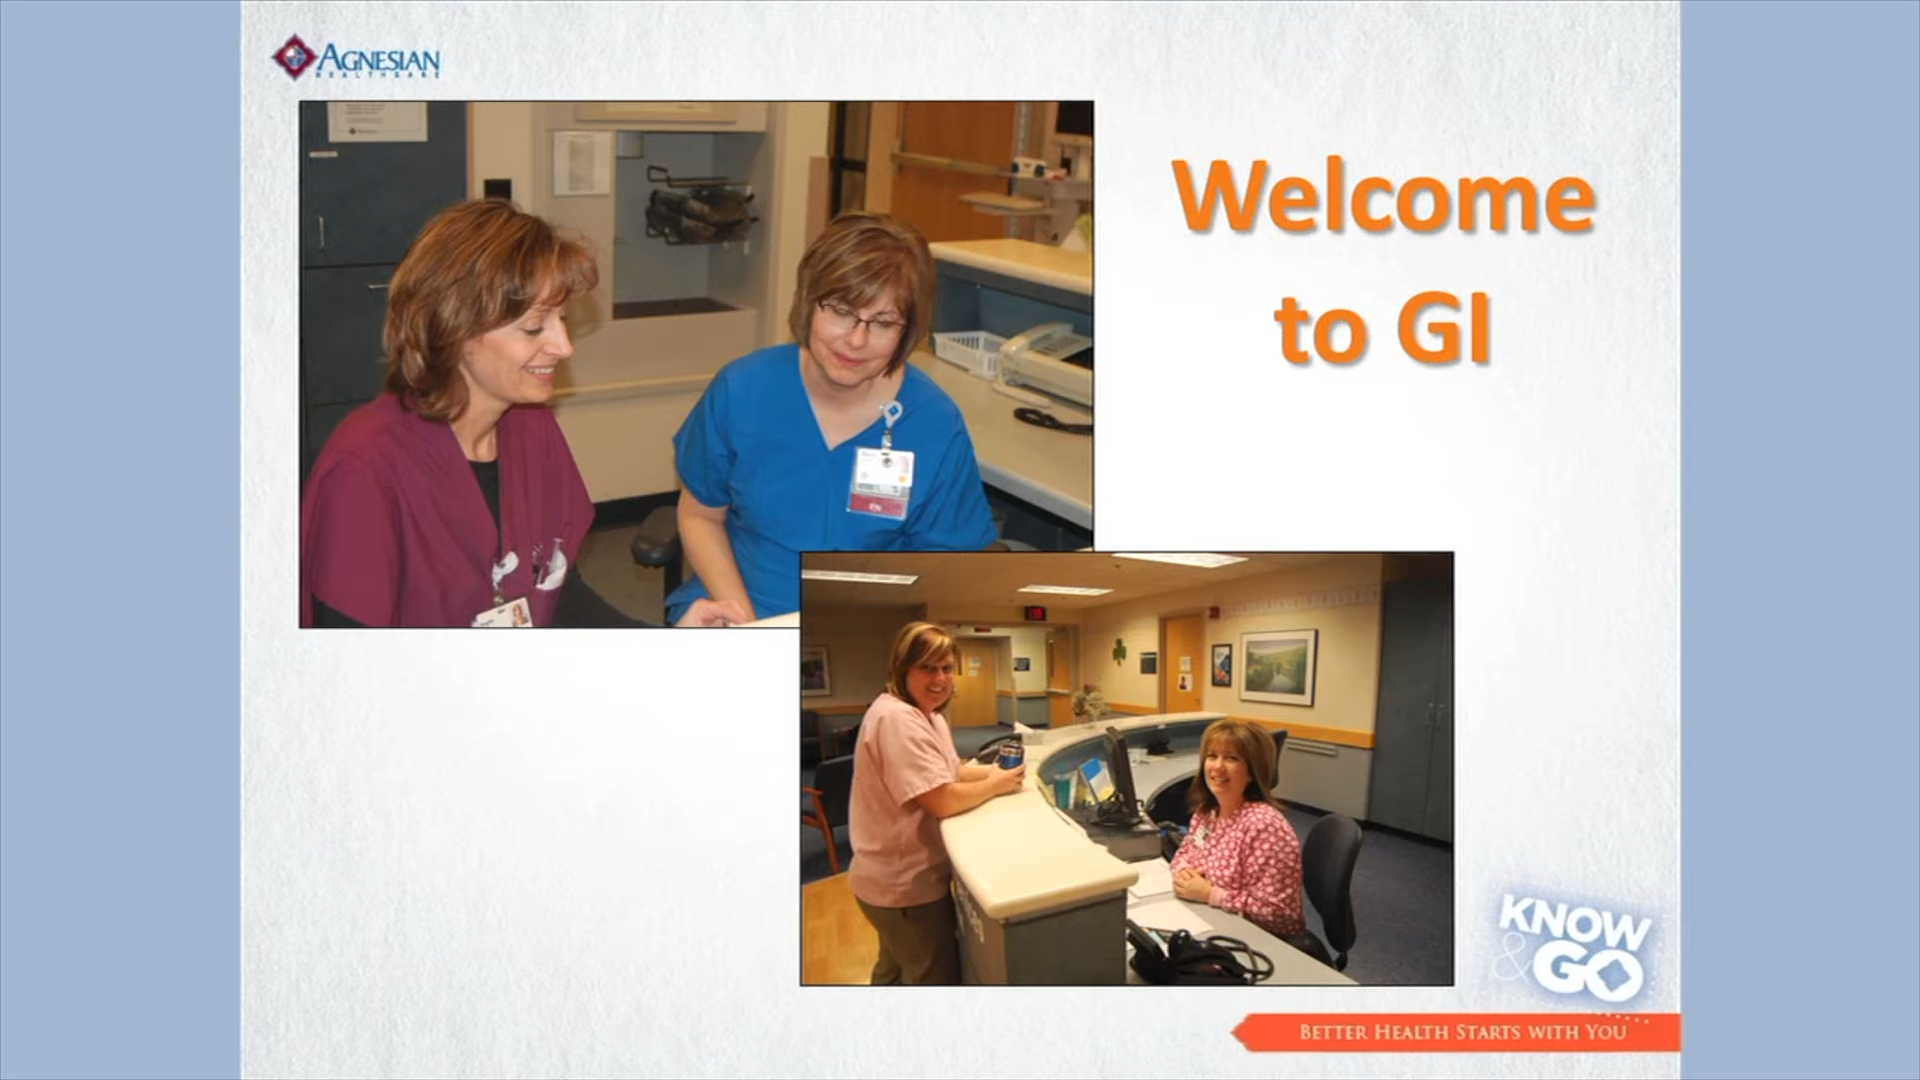 AGNESIAN
HEALTHCARE
Welcome
to GI
KNOW
& GO
BETTER HEALTH STARTS WITH YOU